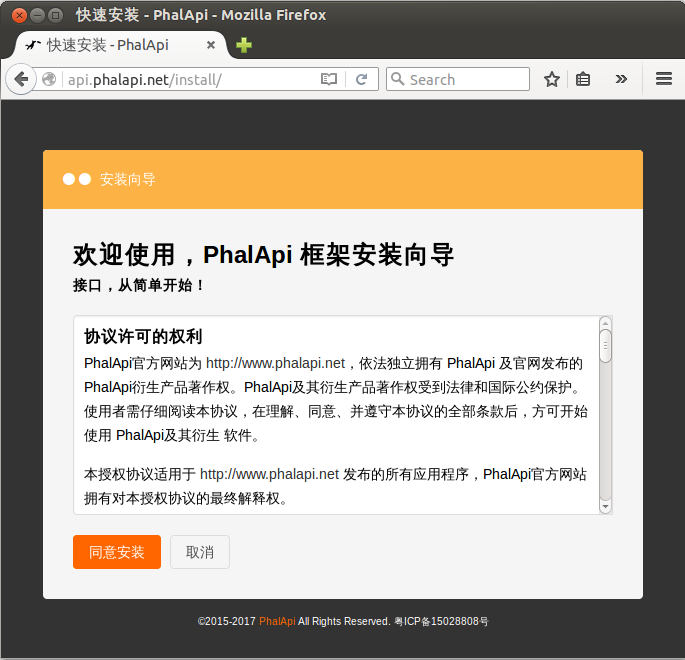 快速安装 - PhalApi - Mozilla Firefox
快速安装 - PhalApi
api.phalapi.net/install/
Search
安装向导
欢迎使用，PhalApi 框架安装向导
接口，从简单开始！
协议许可的权利
PhalApi官方网站为 http://www.phalapi.net，依法独立拥有 PhalApi 及官网发布的
PhalApi衍生产品著作权。PhalApi及其衍生产品著作权受到法律和国际公约保护。
使用者需仔细阅读本协议，在理解、同意、并遵守本协议的全部条款后，方可开始
使用 PhalApi及其衍生 软件。
本授权协议适用于 http://www.phalapi.net 发布的所有应用程序，PhalApi官方网站
拥有对本授权协议的最终解释权。
同意安装 取消
©2015-2017 PhalApi All Rights Reserved. 粤ICP备15028808号